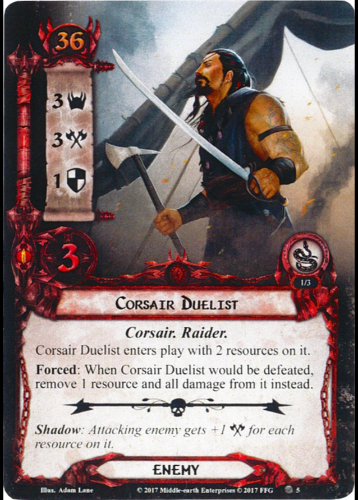 36
3
3
1
3
1/3
Corsair Duelist
Corsair. Raider.
Corsair Duelist enters play with 2 resources on it.
Forced: When Corsair Duelist would be defeated,
remove 1 resource and all damage from it instead.
Shadow: Attacking enemy gets +1 for each
resource on it.
Illus. Adam Lane
© 2017 Middle-earth Enterprises © 2017 FFG
5
ENEMY